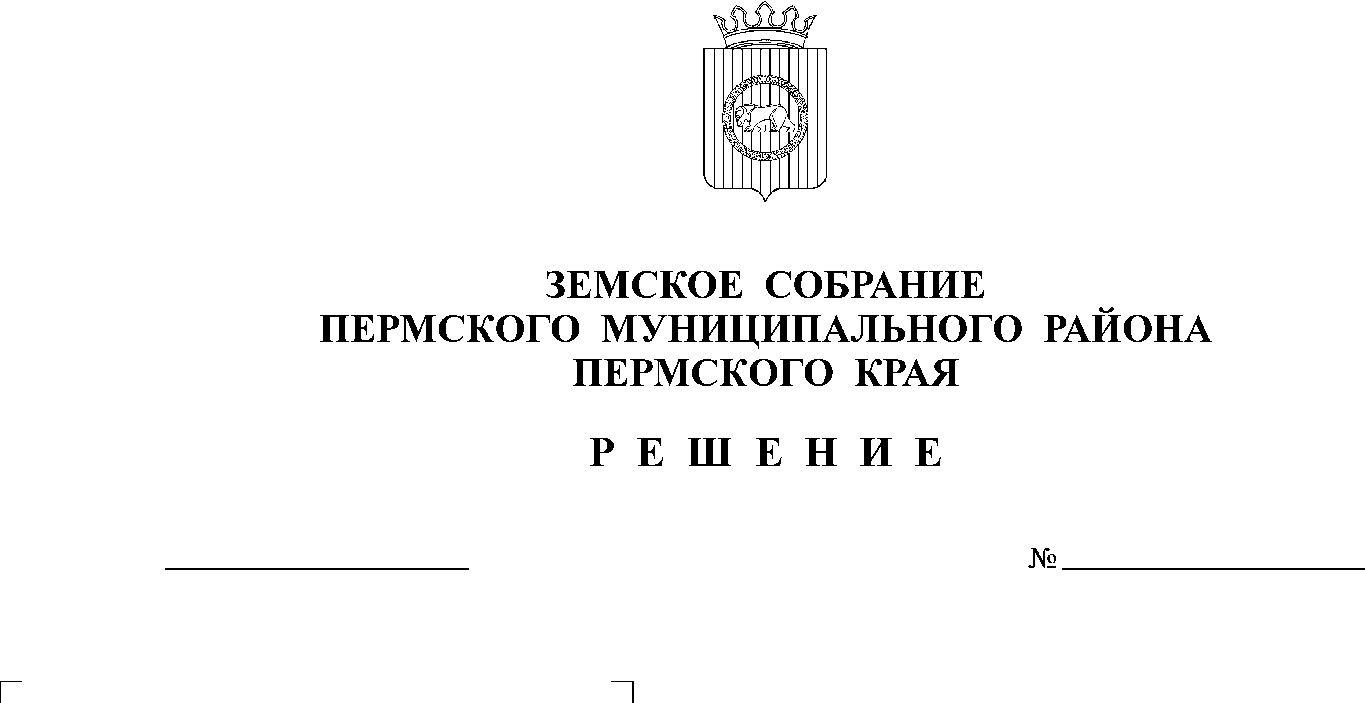 ЗЕМСКОЕ СОБРАНИЕ
ПЕРМСКОГО МУНИЦИПАЛЬНОГО РАЙОНА
ПЕРМСКОГО КРАЯ
Р Е Ш Е Н И Е
№